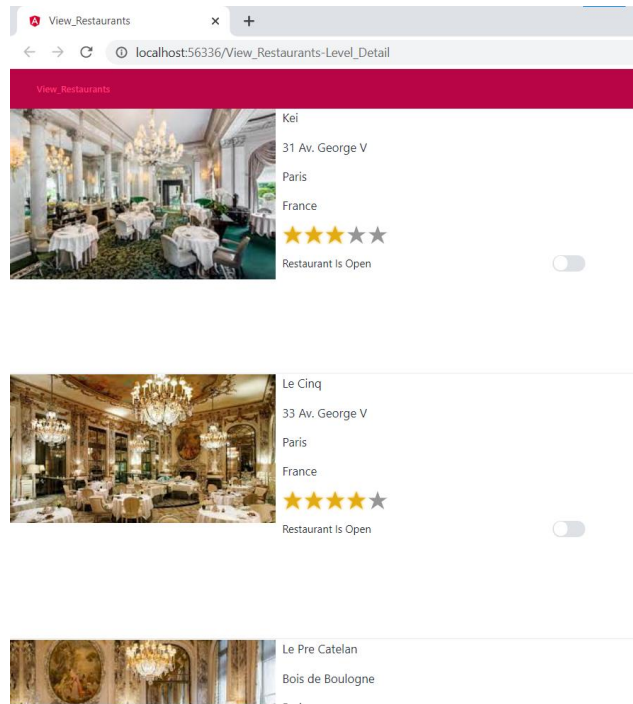 View_Restaurants
localhost:56336/View_Restaurants-Level_Detail
View_Restaurants
Kei
31 Av. George V
Paris
France
Restaurant Is Open
Le Cinq
33 Av. George V
Paris
France
Restaurant Is Open
Le Pre Catelan
Bois de Boulogne